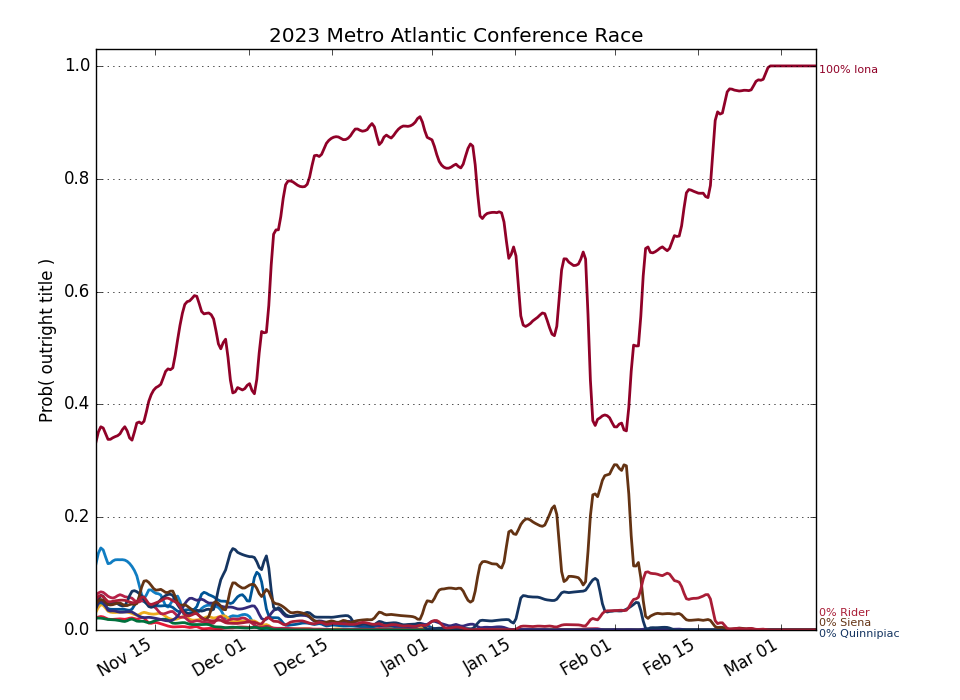 2023 Metro Atlantic Conference Race
1.0
0.8
0.6
0.4
0.2
0.0
Prob( outright title )
100% Iona
0% Rider
0% Siena
0% Quinnipiac
Nov 15
Dec 01
Dec 15
Jan 01
Jan 15
Feb 01
Feb 15
Mar 01